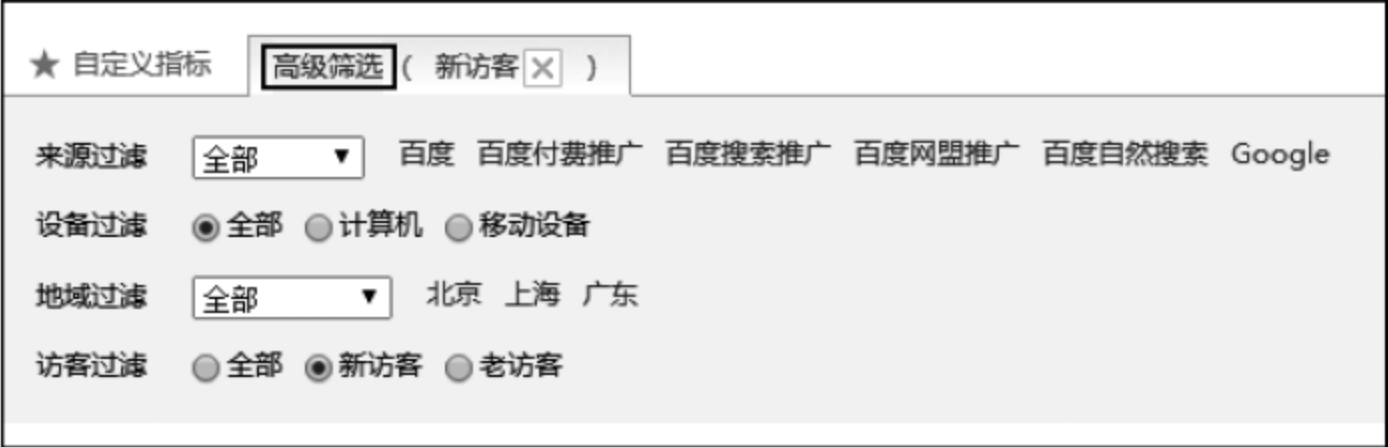 ★ 自定义指标 高级筛选 ( 新访客 × )
来源过滤 全部 ▼ 百度 百度付费推广 百度搜索推广 百度网盟推广 百度自然搜索 Google
设备过滤 全部 计算机 移动设备
地域过滤 全部 ▼ 北京 上海 广东
访客过滤 全部 新访客 老访客